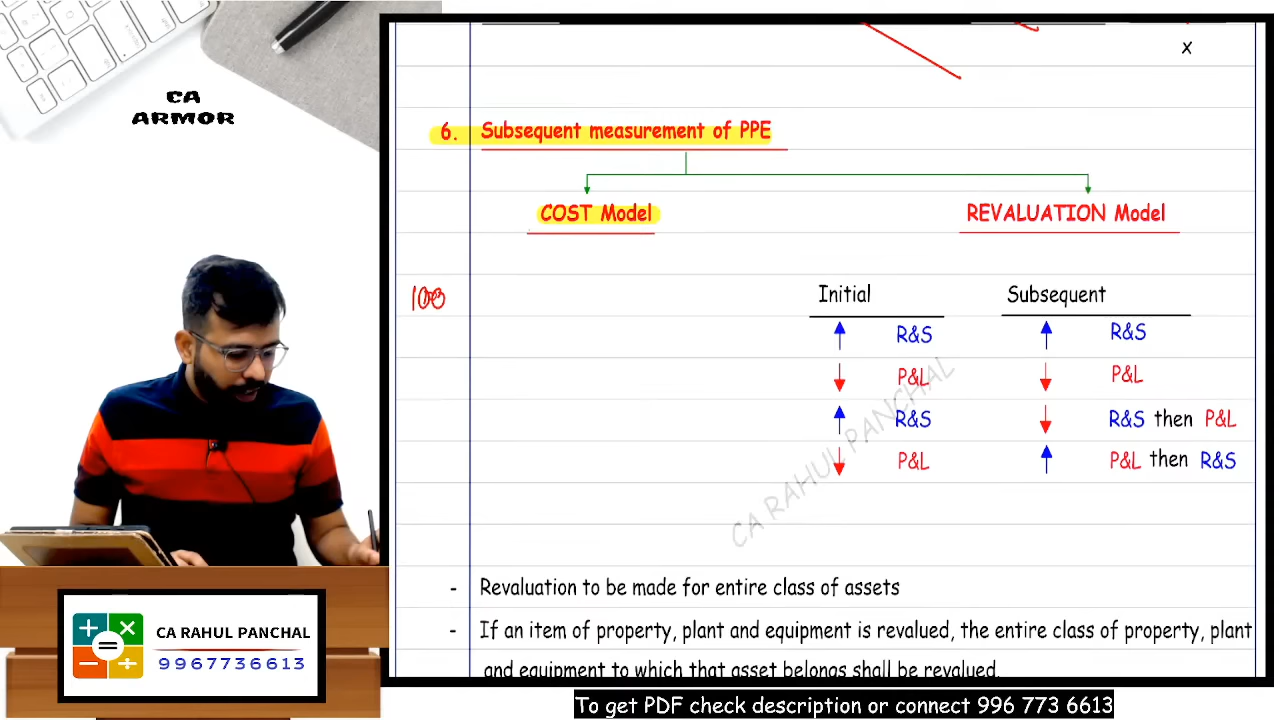 CA
ARMOR
x
6. Subsequent measurement of PPE
COST Model REVALUATION Model
100
Initial Subsequent
R&S R&S
P&L P&L
R&S R&S then P&L
P&L P&L then R&S
CA RAHUL PANCHAL
- Revaluation to be made for entire class of assets
- If an item of property, plant and equipment is revalued, the entire class of property, plant
and equipment to which that asset belongs shall be revalued.
CA RAHUL PANCHAL
9967736613
To get PDF check description or connect 996 773 6613